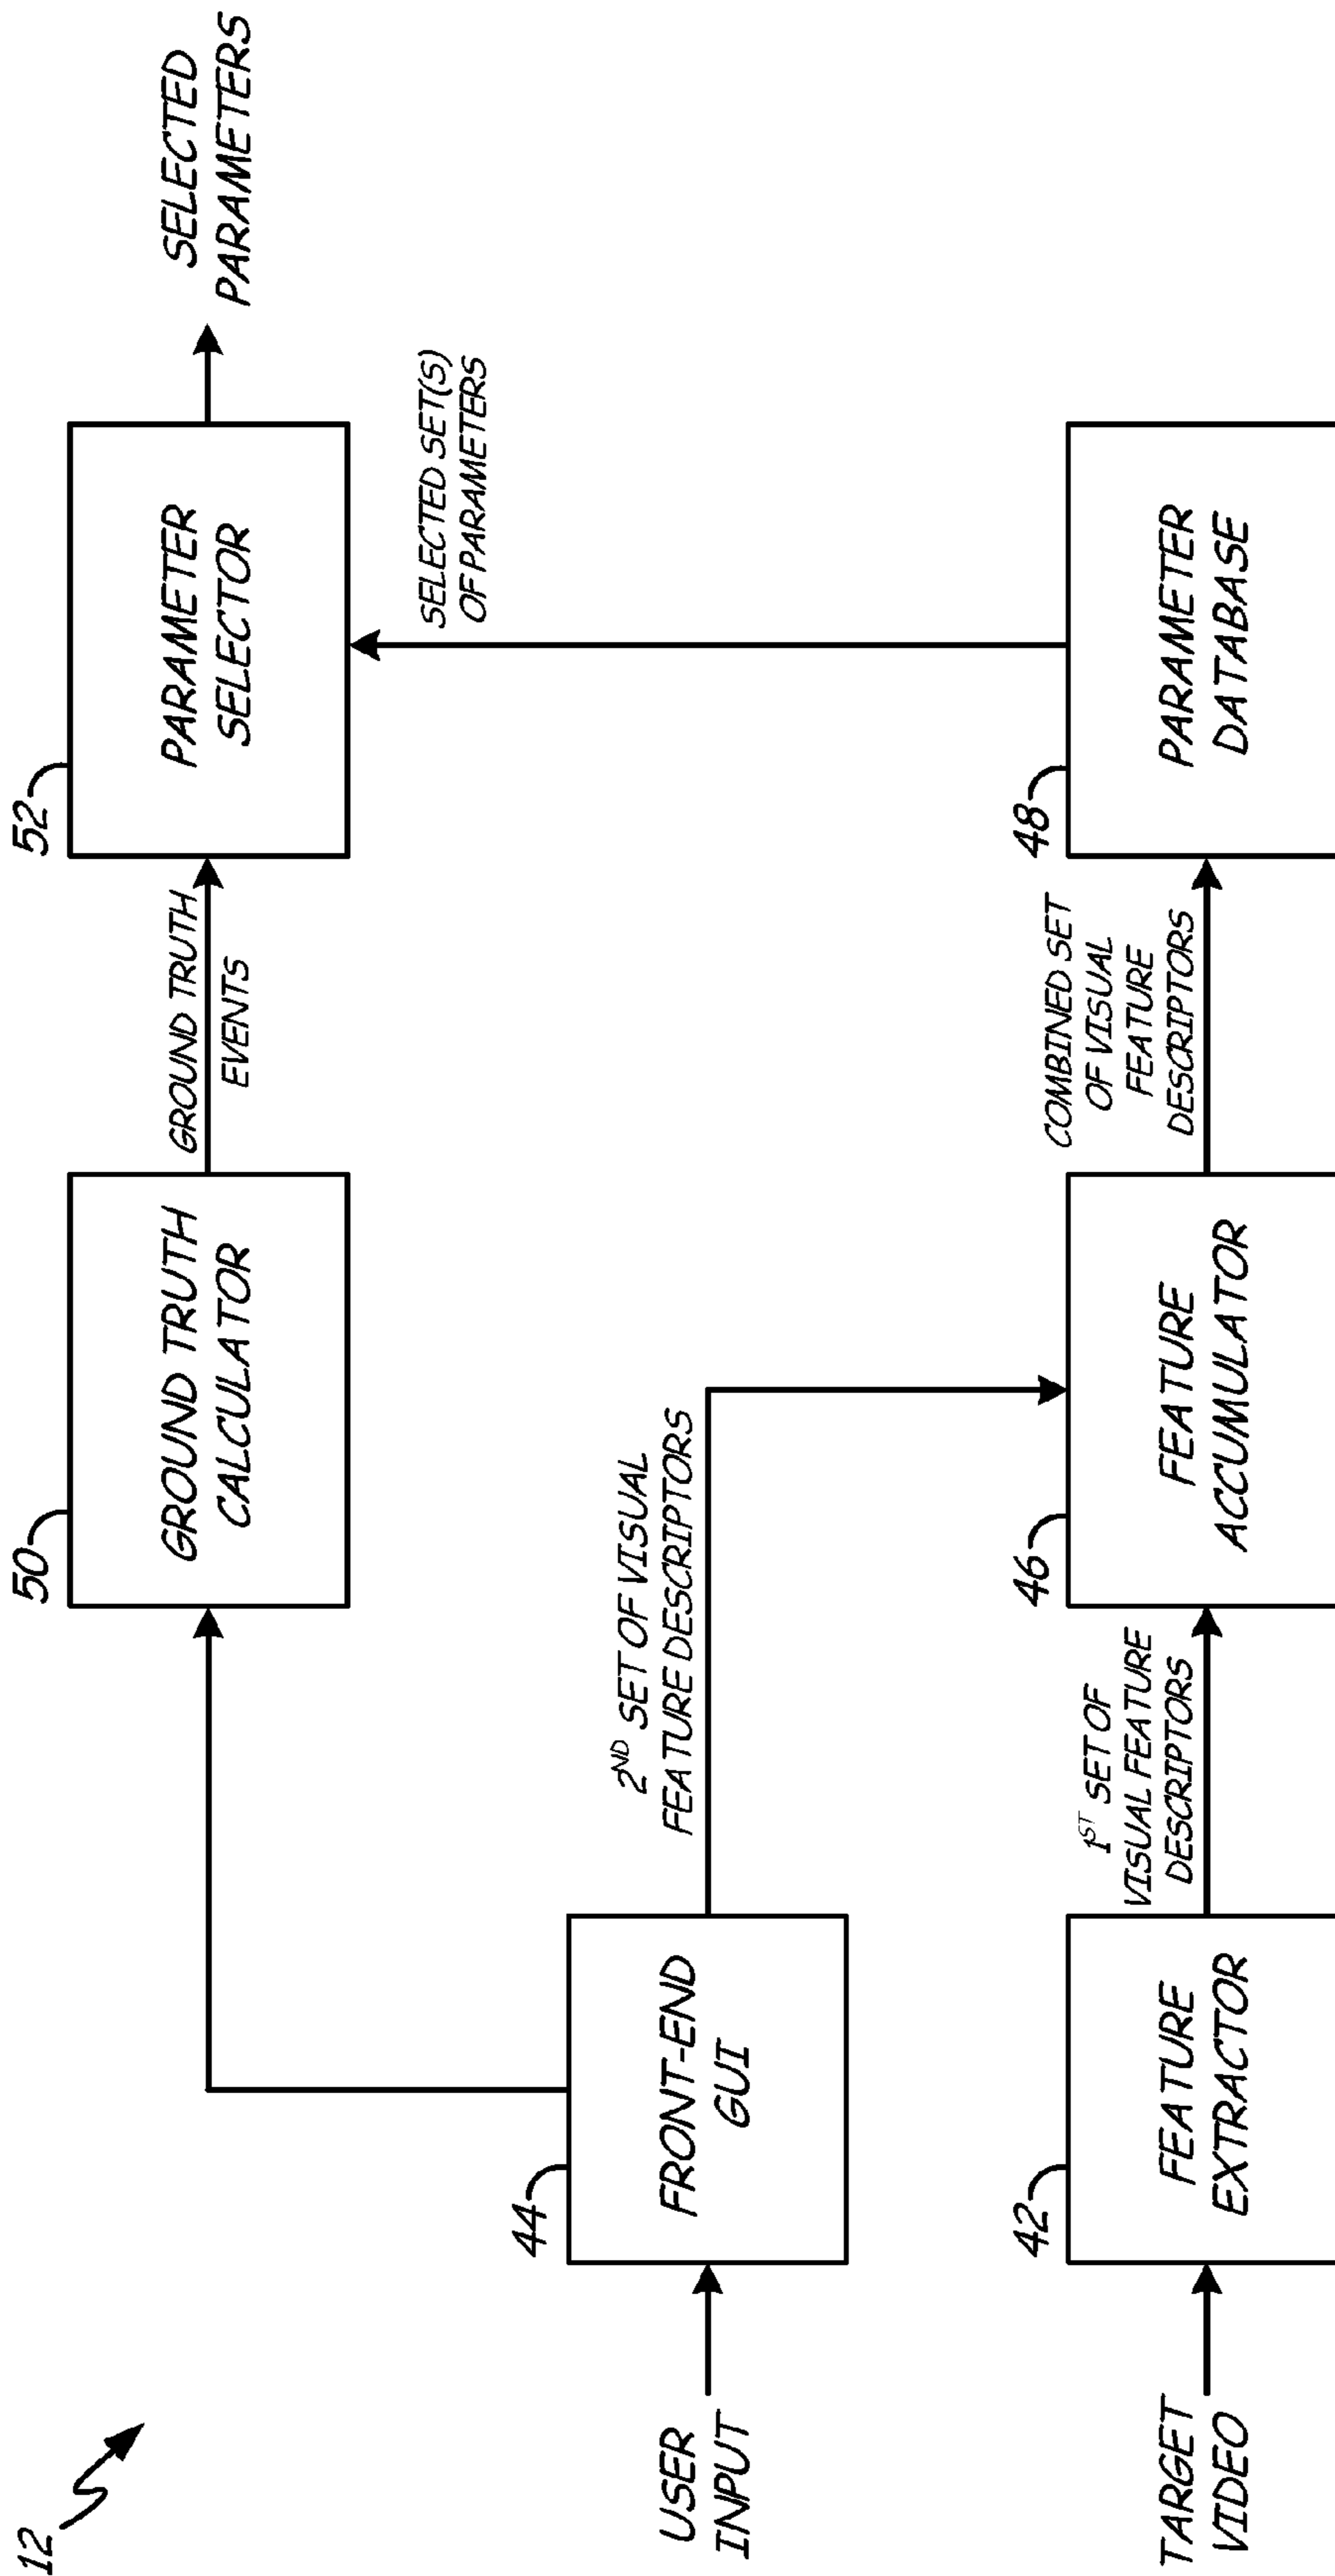 12
50
GROUND TRUTH
CALCULATOR
GROUND TRUTH
EVENTS
52
PARAMETER
SELECTOR
SELECTED
PARAMETERS
SELECTED SET(S)
OF PARAMETERS
USER
INPUT
44
FRONT-END
GUI
2ND SET OF VISUAL
FEATURE DESCRIPTORS
TARGET
VIDEO
42
FEATURE
EXTRACTOR
1ST SET OF
VISUAL FEATURE
DESCRIPTORS
46
FEATURE
ACCUMULATOR
COMBINED SET
OF VISUAL
FEATURE
DESCRIPTORS
48
PARAMETER
DATABASE